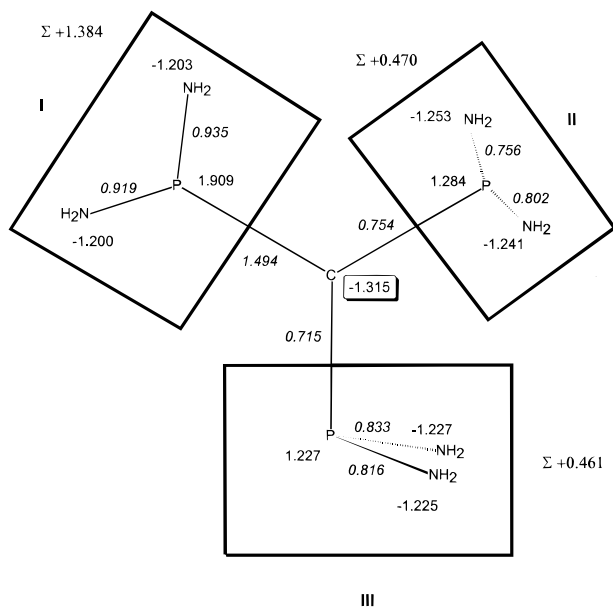 Σ +1.384
I
-1.203
NH2
0.935
0.919
P
1.909
H2N
-1.200
1.494
Σ +0.470
II
-1.253
NH2
0.756
1.284
P
0.802
NH2
-1.241
0.754
C
-1.315
0.715
P
0.833
-1.227
NH2
1.227
0.816
NH2
-1.225
Σ +0.461
III